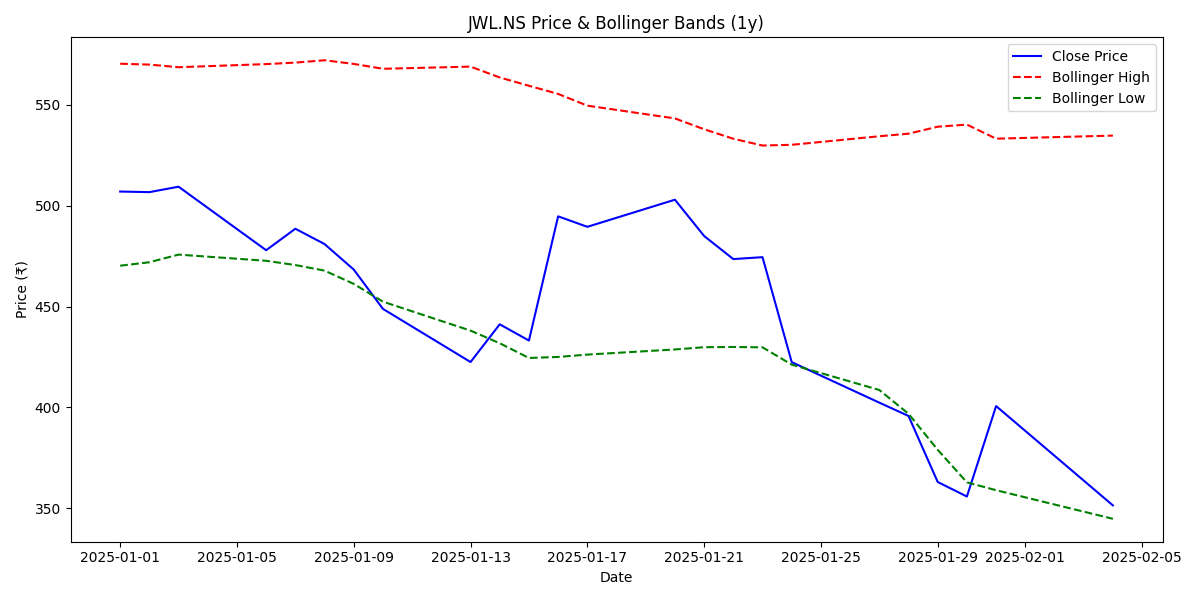 JWL.NS Price & Bollinger Bands (1y)
Close Price
Bollinger High
Bollinger Low
Price (₹)
550
500
450
400
350
2025-01-01 2025-01-05 2025-01-09 2025-01-13 2025-01-17 2025-01-21 2025-01-25 2025-01-29 2025-02-01 2025-02-05
Date